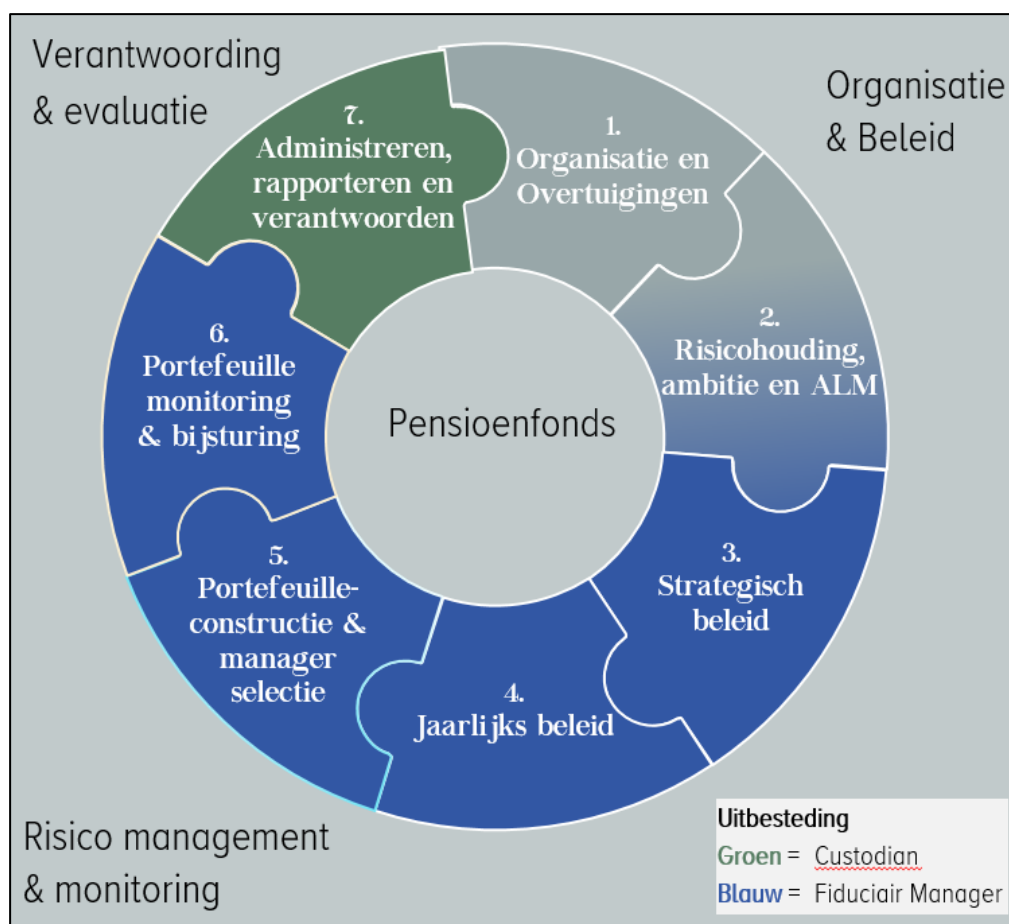 Verantwoording
& evaluatie
Organisatie
& Beleid
1.
Organisatie en
Overtuigingen
2.
Risicohouding,
ambitie en ALM
3.
Strategisch
beleid
4.
Jaarlijks beleid
5.
Portefeuille-
constructie &
manager
selectie
6.
Portefeuille
monitoring
& bijsturing
7.
Administreren,
rapporteren en
verantwoorden
Pensioenfonds
Risico management
& monitoring
Uitbesteding
Groen = Custodian
Blauw = Fiduciair Manager